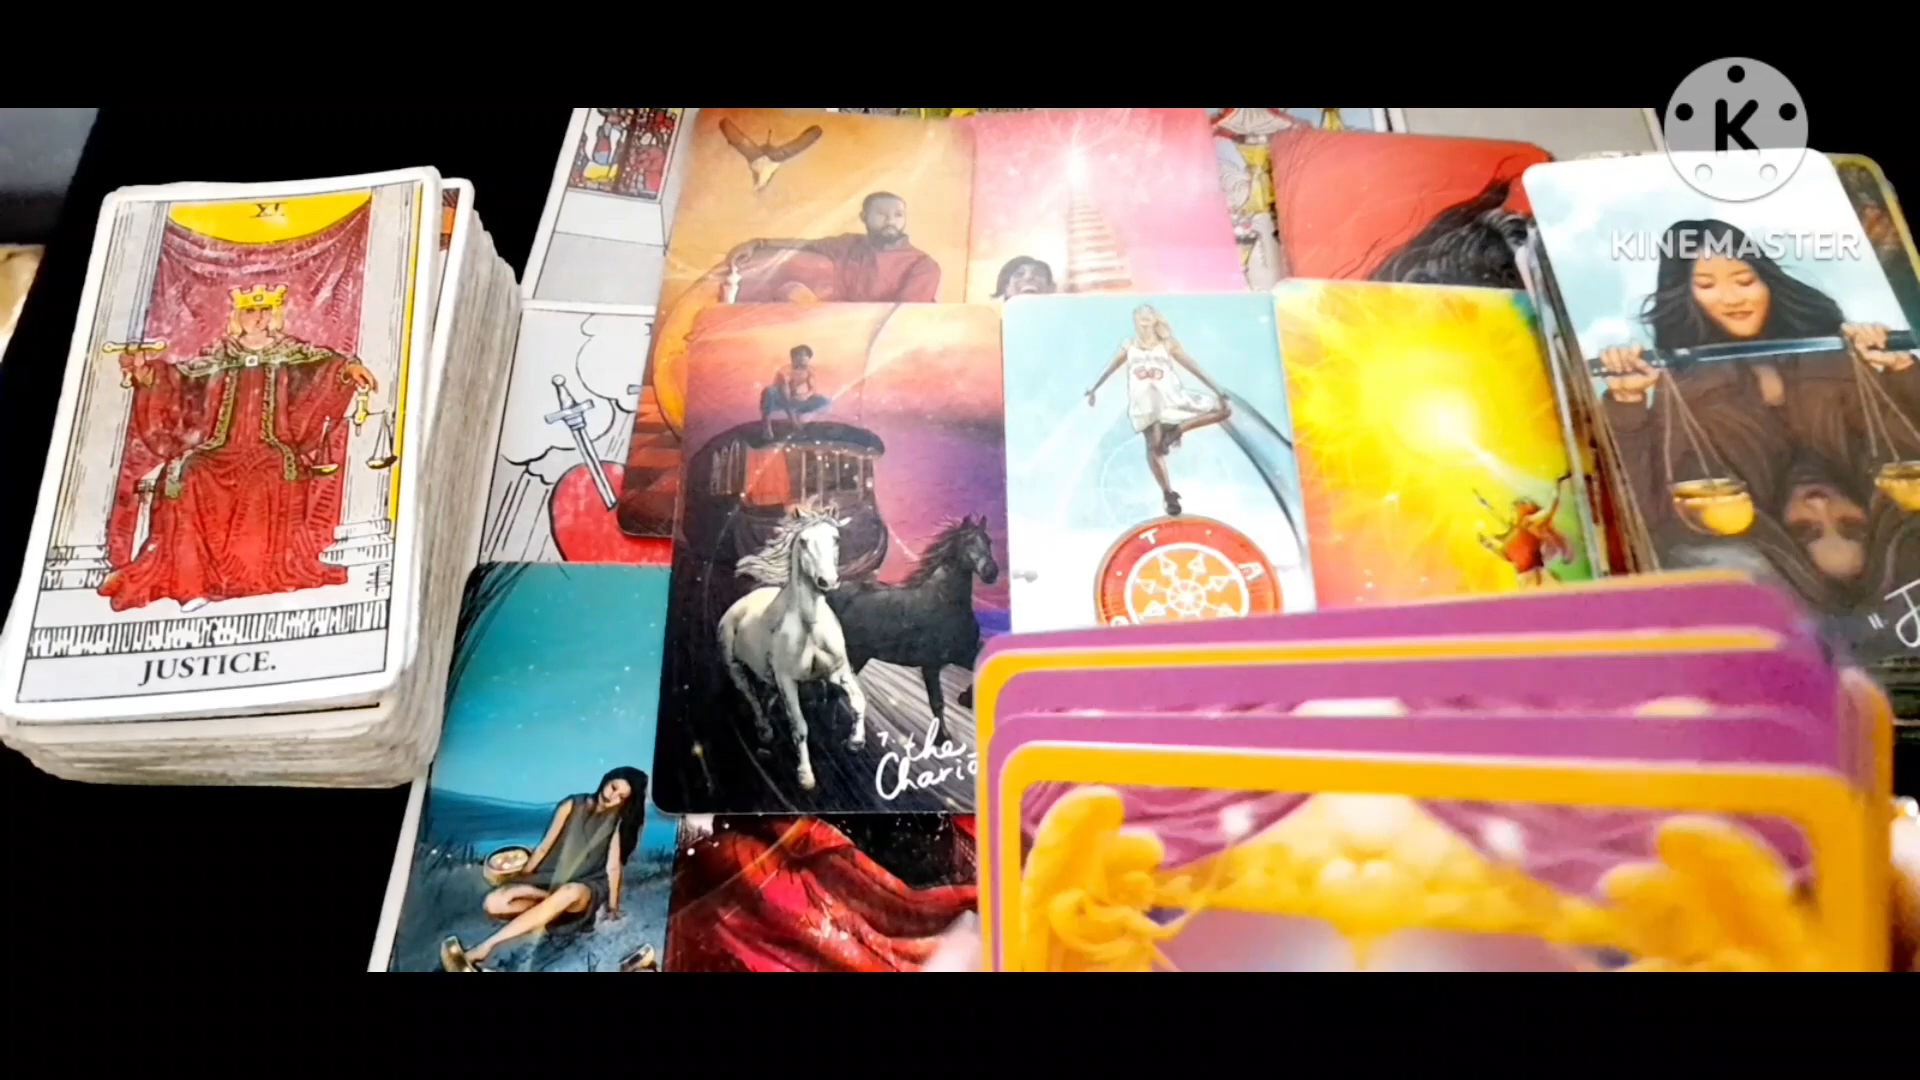 K
KINEMASTER
XI
JUSTICE.
T
A
7. the
Chario
"J